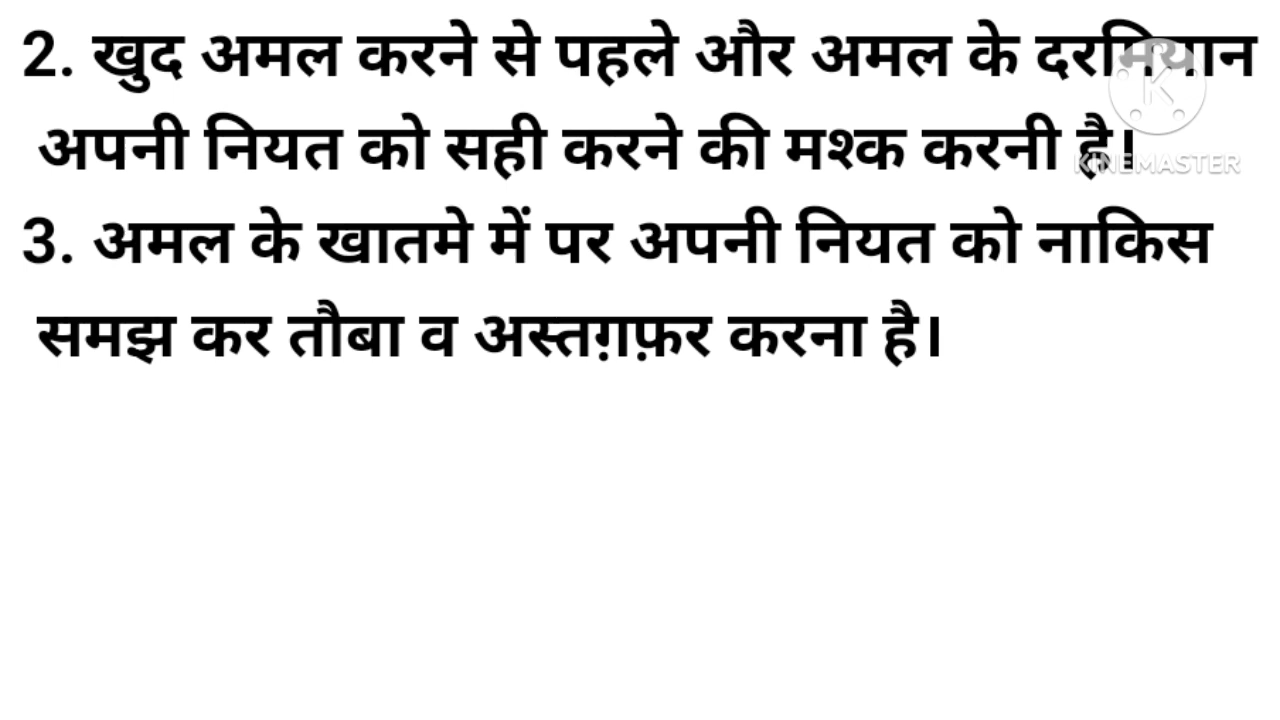 2. खुद अमल करने से पहले और अमल के दरमियान
अपनी नियत को सही करने की मश्क करनी है।
3. अमल के खातमे में पर अपनी नियत को नाकिस
समझ कर तौबा व अस्तग़फ़र करना है।
K
KINEMASTER